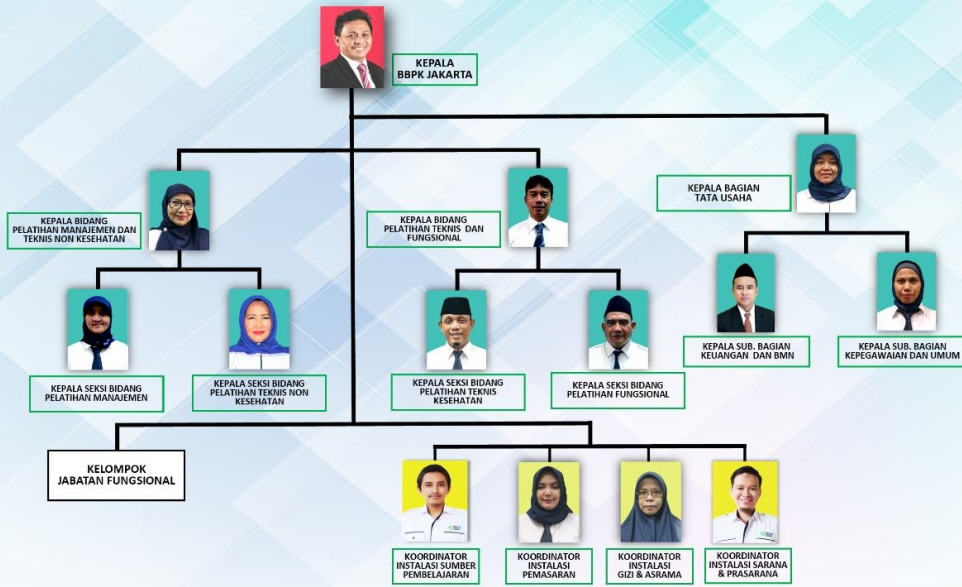 KEPALA
BBPK JAKARTA
KEPALA BAGIAN
TATA USAHA
KEPALA BIDANG
PELATIHAN MANAJEMEN DAN
TEKNIS NON KESEHATAN
KEPALA BIDANG
PELATIHAN TEKNIS DAN
FUNGSIONAL
KEPALA SUB. BAGIAN
KEUANGAN DAN BMN
KEPALA SUB. BAGIAN
KEPEGAWAIAN DAN UMUM
KEPALA SEKSI BIDANG
PELATIHAN MANAJEMEN
KEPALA SEKSI BIDANG
PELATIHAN TEKNIS NON
KESEHATAN
KEPALA SEKSI BIDANG
PELATIHAN TEKNIS
KESEHATAN
KEPALA SEKSI BIDANG
PELATIHAN FUNGSIONAL
KELOMPOK
JABATAN FUNGSIONAL
KOORDINATOR
INSTALASI SUMBER
PEMBELAJARAN
KOORDINATOR
INSTALASI
PEMASARAN
KOORDINATOR
INSTALASI
GIZI & ASRAMA
KOORDINATOR
INSTALASI SARANA
& PRASARANA